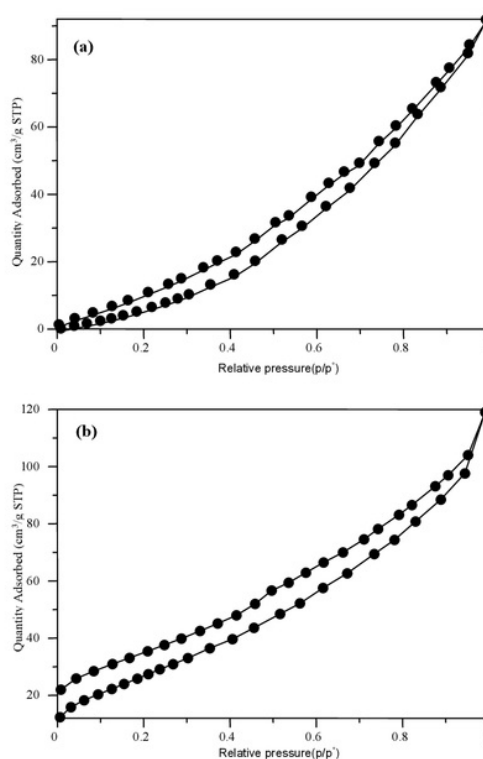 (a)
Quantity Adsorbed (cm³/g STP)
80
60
40
20
0
0 0.2 0.4 0.6 0.8
Relative pressure(p/p°)
(b)
Quantity Adsorbed (cm³/g STP)
120
100
80
60
40
20
0 0.2 0.4 0.6 0.8
Relative pressure(p/p°)